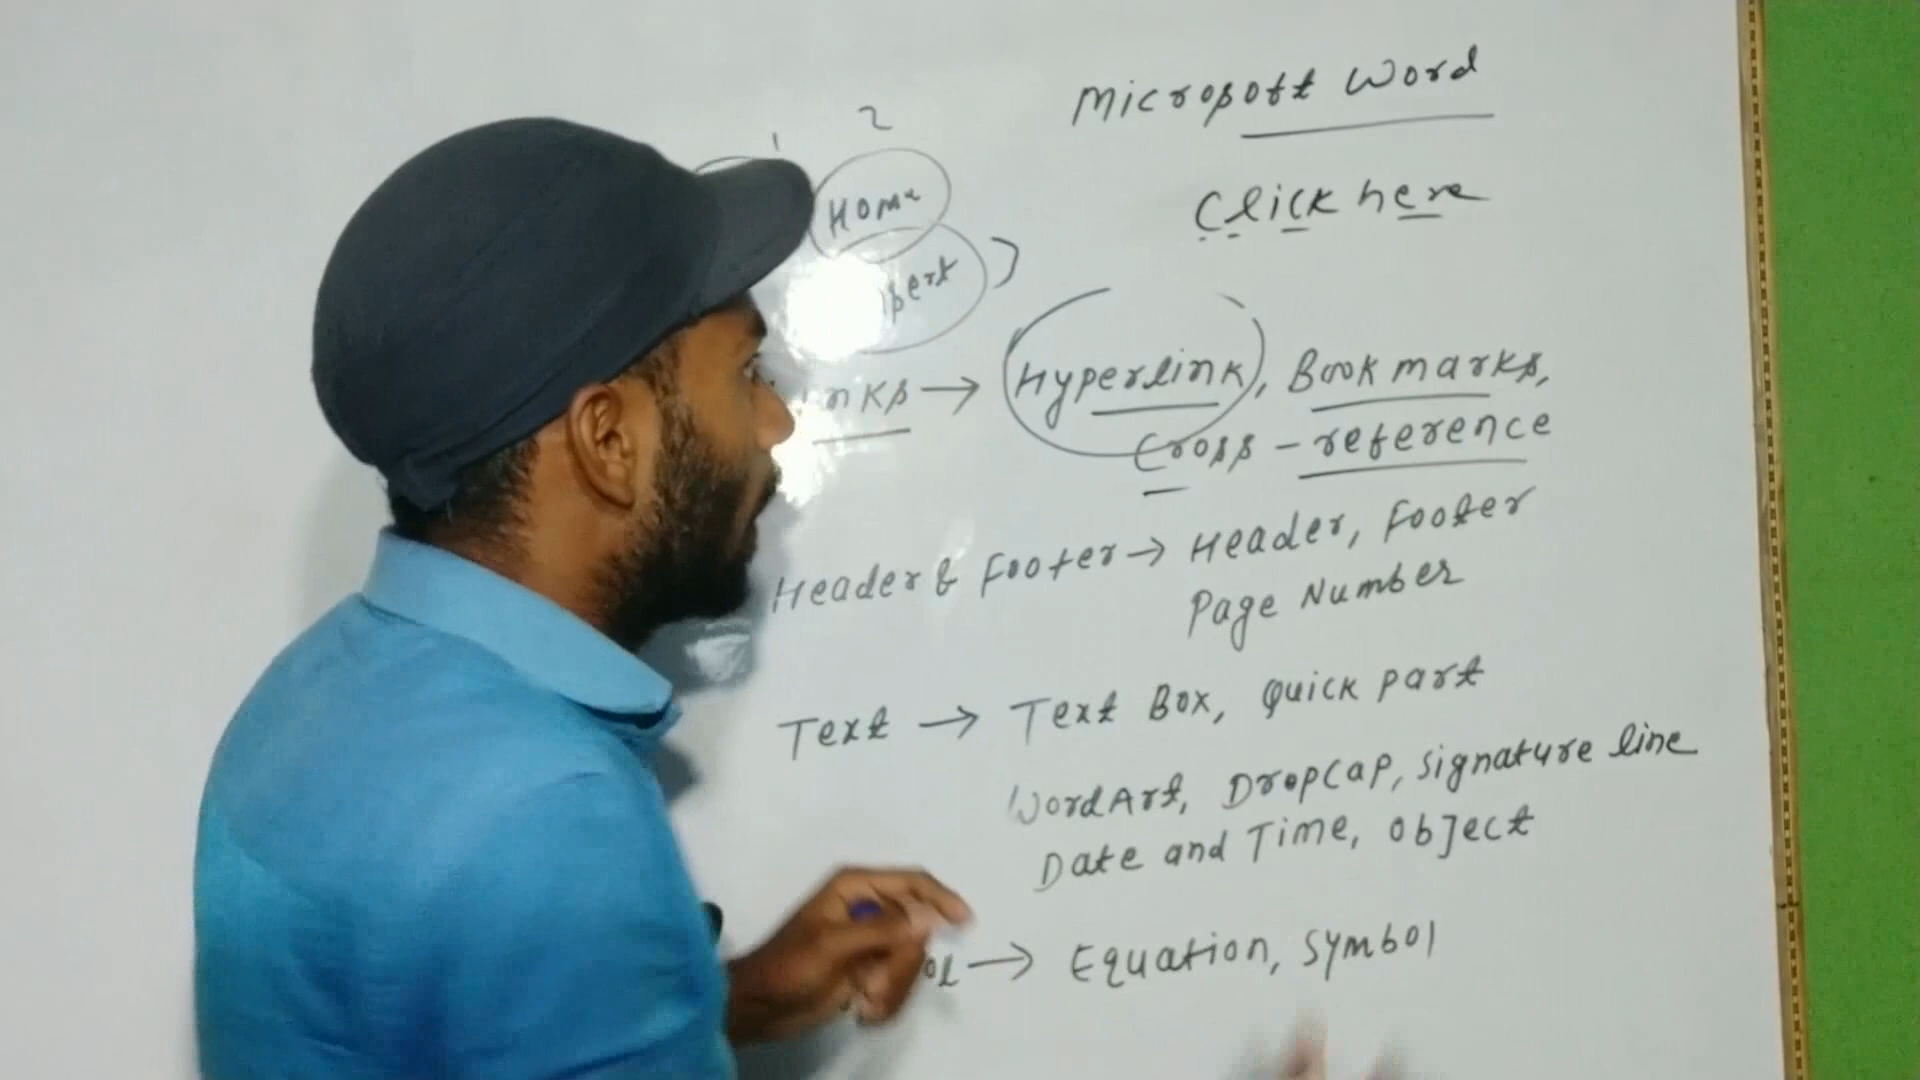 Microsoft Word
1 2
Home
Click here
Hyperlink, Bookmarks,
Cross-reference
Header & Footer → Header, Footer
Page Number
Text → Text Box, Quick part
WordArt, DropCap, Signature line
Date and Time, Object
→ Equation, Symbol